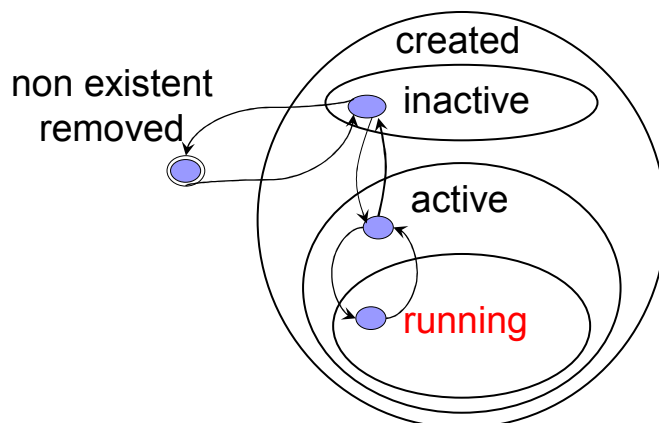 created
non existent
removed
inactive
active
running